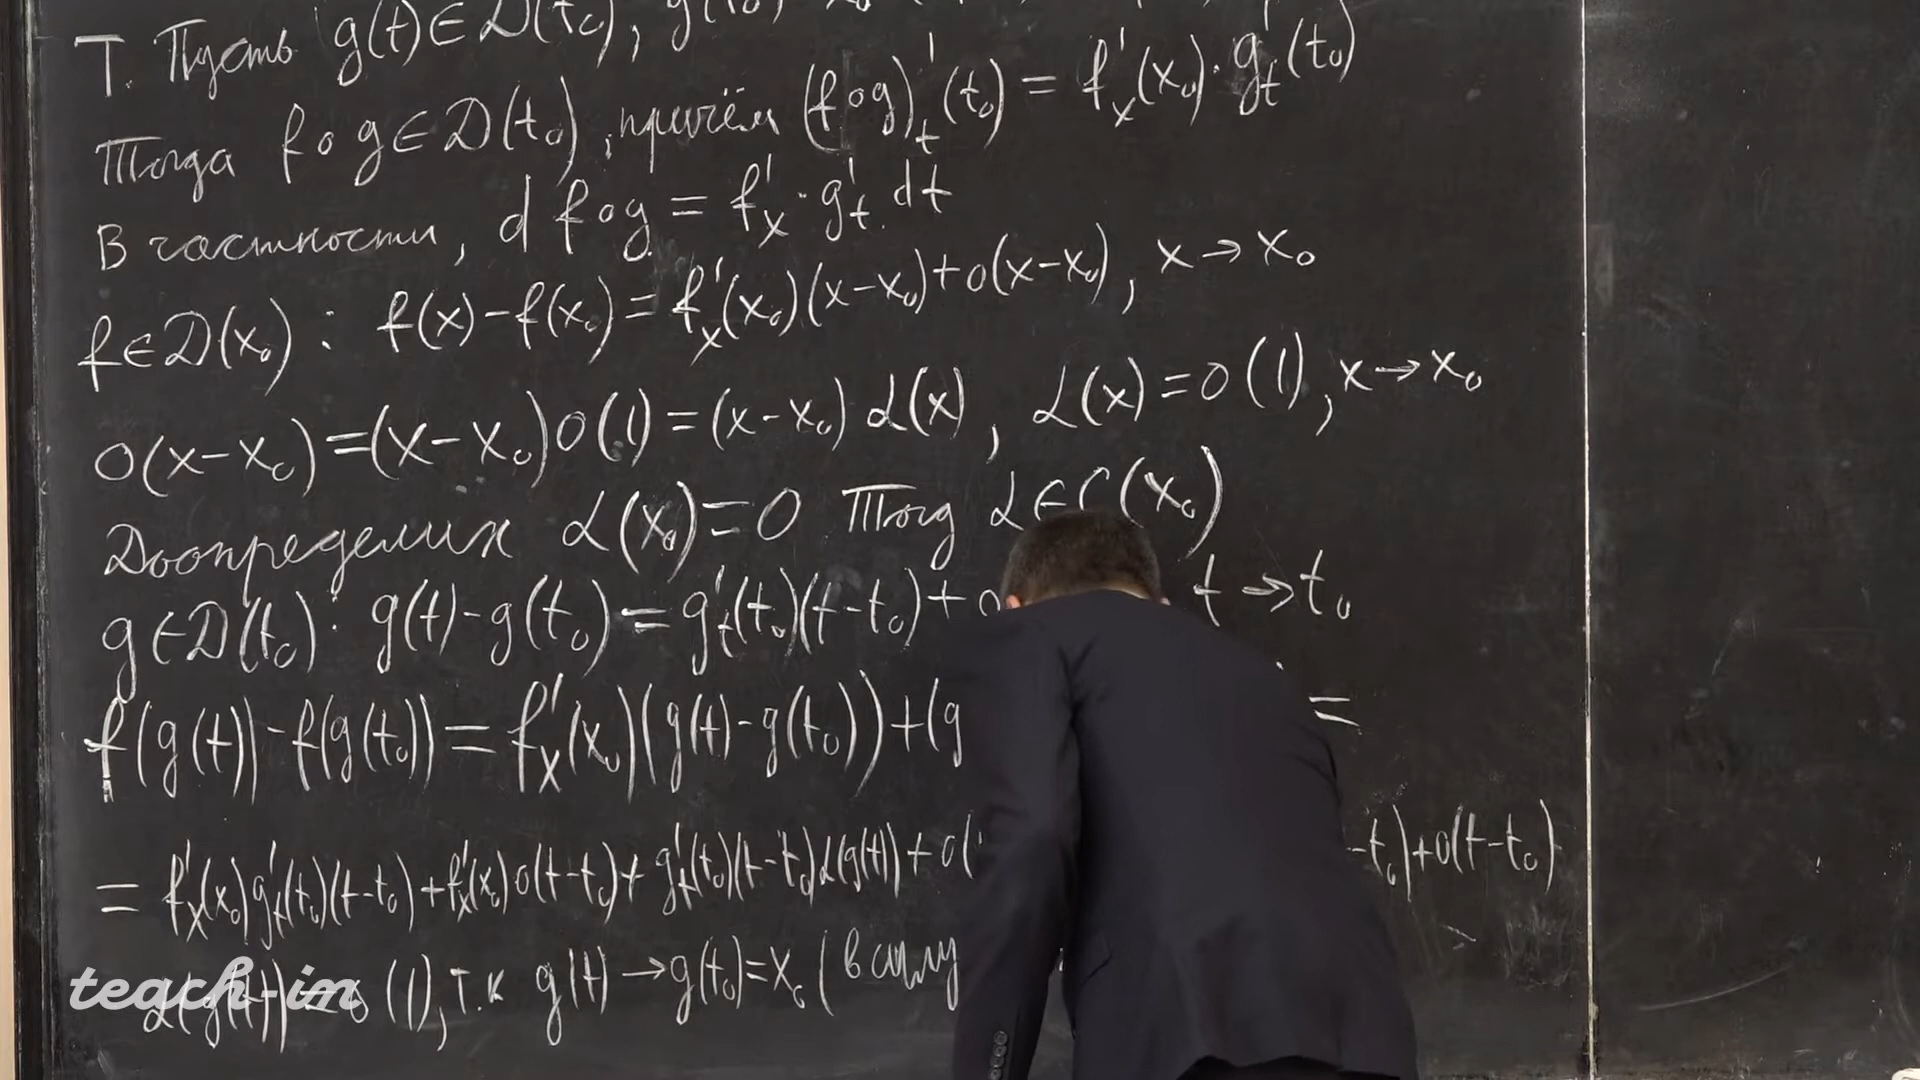 Т. Пусть g(t)∈D(t₀), g(t₀)
Тогда f∘g∈D(t₀), причём (f∘g)'ₜ(t₀) = f'ₓ(x₀)·g'ₜ(t₀)
В частности, d f∘g = f'ₓ·g'ₜ dt
f∈D(x₀): f(x)-f(x₀) = f'ₓ(x₀)(x-x₀)+o(x-x₀), x→x₀
o(x-x₀)=(x-x₀)o(1)=(x-x₀)α(x), α(x)=o(1), x→x₀
Доопределим α(x₀)=0 Тогд α∈C(x₀)
g∈D(t₀): g(t)-g(t₀)=g'ₜ(t₀)(t-t₀)+o t→t₀
f(g(t))-f(g(t₀))=f'ₓ(x₀)(g(t)-g(t₀))+(g =
= f'ₓ(x₀)g'ₜ(t₀)(t-t₀)+f'ₓ(x₀)o(t-t₀)+g'ₜ(t₀)(t-t₀)α(g(t))+o( -t₀)+o(t-t₀)
α(g(t))=o(1), т.к g(t)→g(t₀)=x₀ (в силу
teach-in